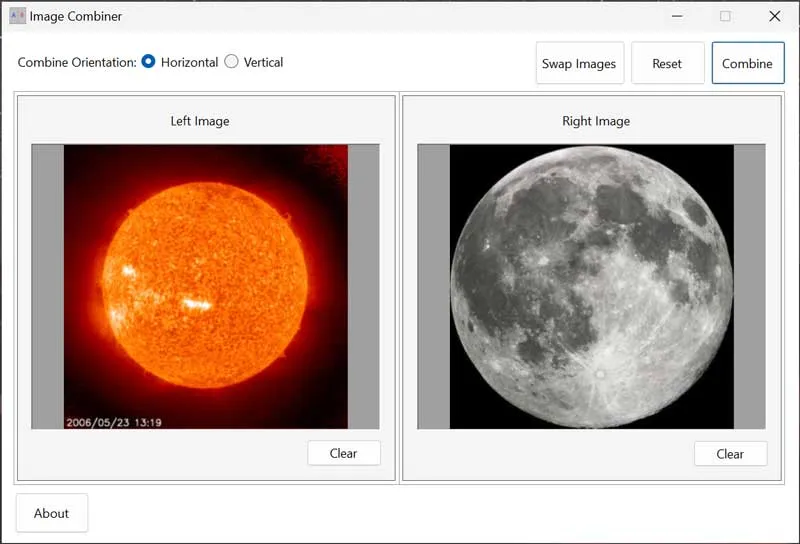 Image Combiner
Combine Orientation: Horizontal Vertical
Swap Images
Reset
Combine
Left Image
Right Image
2006/05/23 13:19
Clear
Clear
About